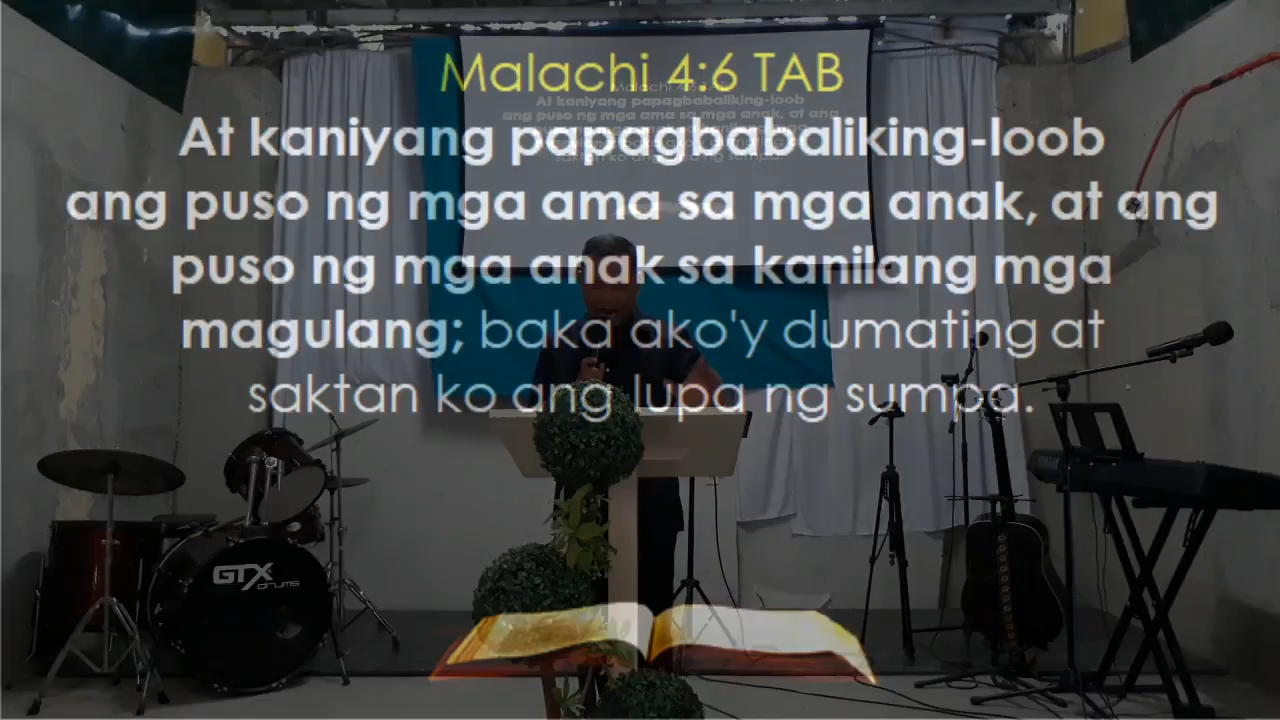 Malachi 4:6 TAB
At kaniyang papagbabaliking-loob
ang puso ng mga ama sa mga anak, at ang
puso ng mga anak sa kanilang mga
magulang; baka ako'y dumating at
saktan ko ang lupa ng sumpa.
GTX
DRUMS